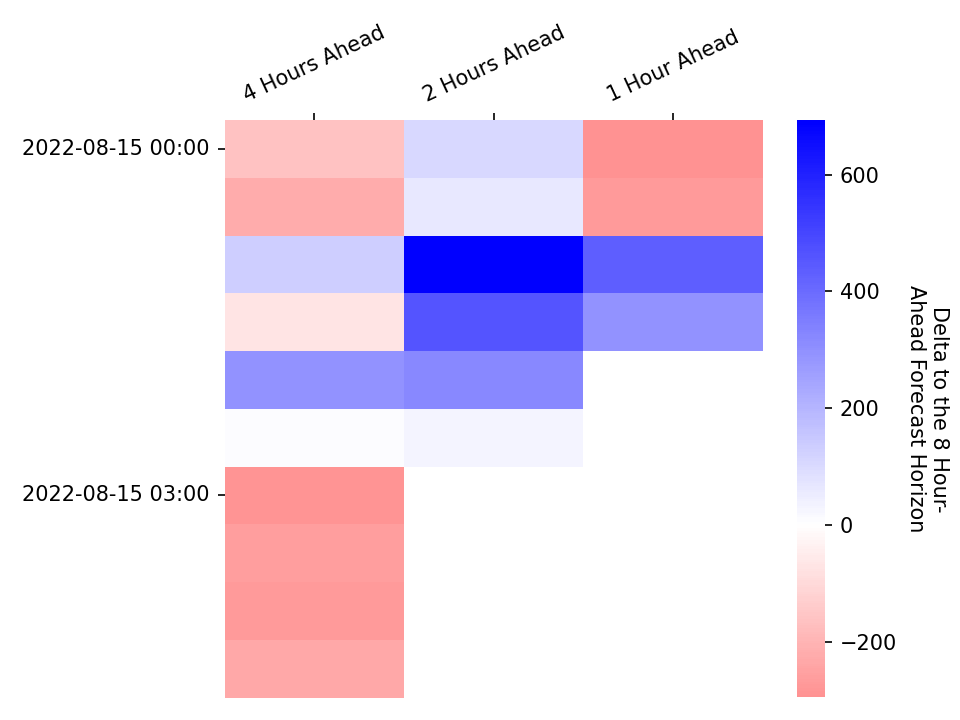 4 Hours Ahead
2 Hours Ahead
1 Hour Ahead
2022-08-15 00:00
2022-08-15 03:00
600
400
200
0
−200
Delta to the 8 Hour-
Ahead Forecast Horizon